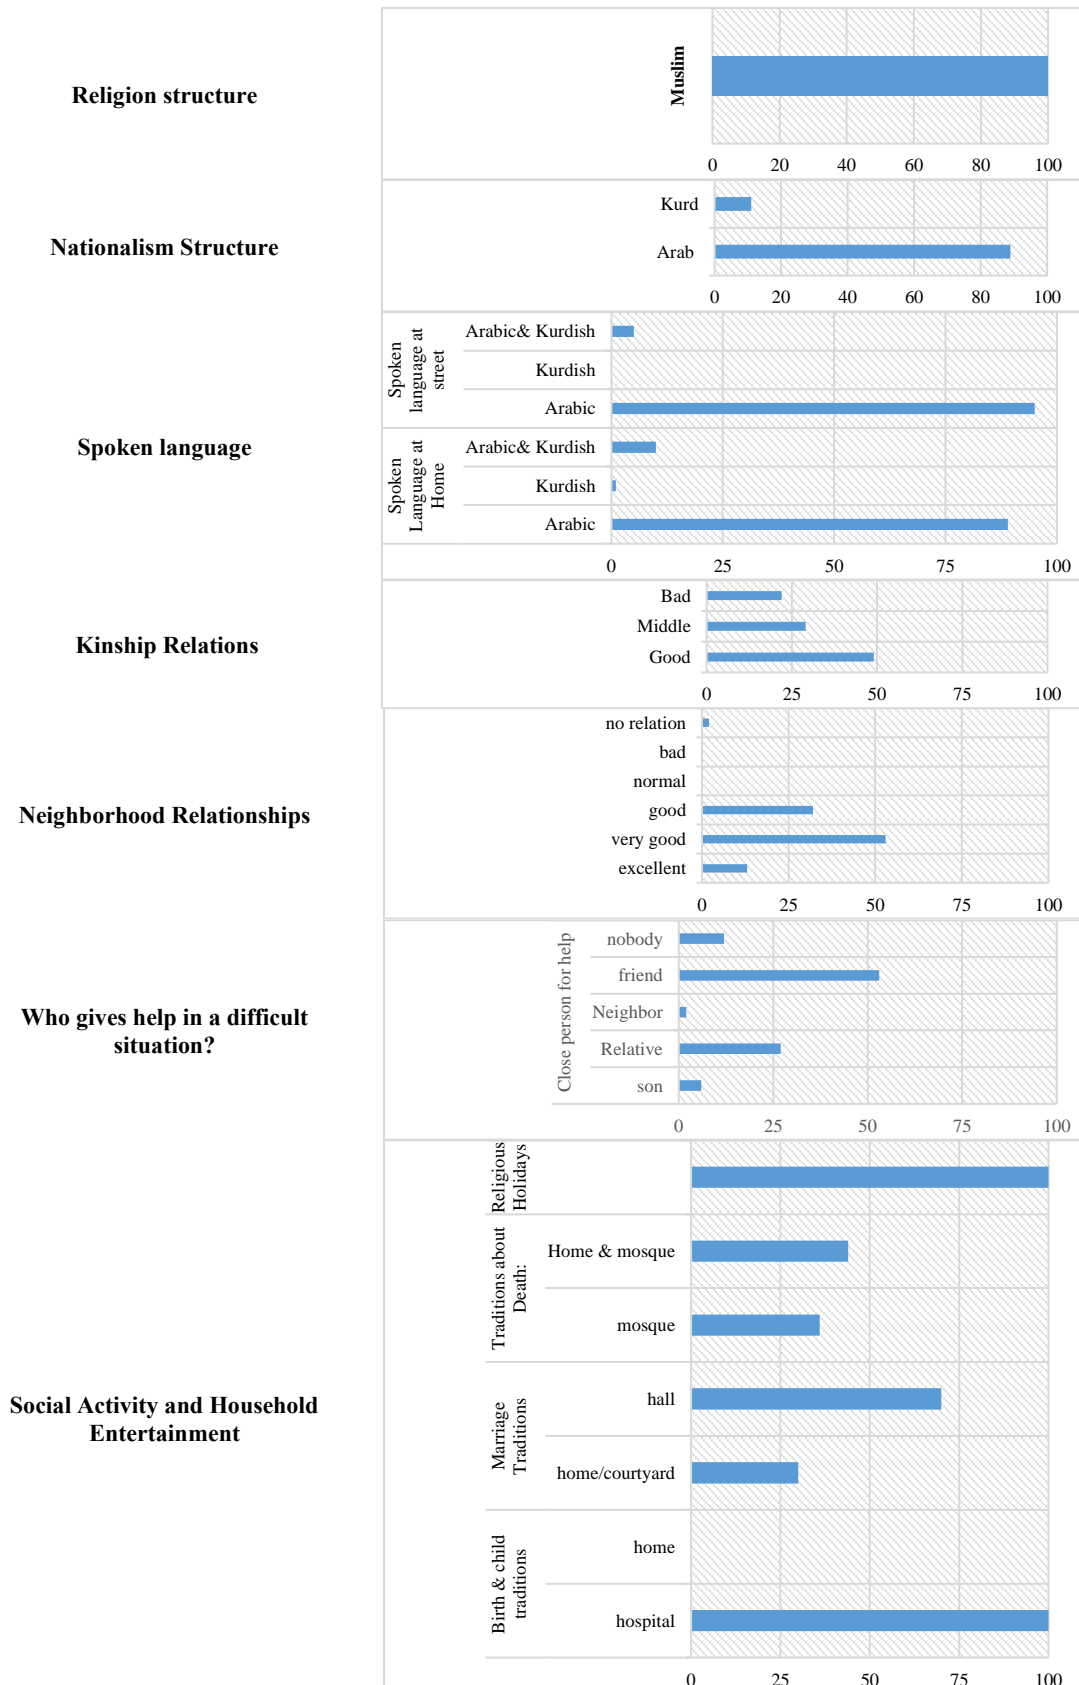 Religion structure
Muslim
0 20 40 60 80 100
Nationalism Structure
Kurd
Arab
0 20 40 60 80 100
Spoken language
Spoken
language at
street
Arabic& Kurdish
Kurdish
Arabic
Spoken
Language at
Home
Arabic& Kurdish
Kurdish
Arabic
0 25 50 75 100
Kinship Relations
Bad
Middle
Good
0 25 50 75 100
Neighborhood Relationships
no relation
bad
normal
good
very good
excellent
0 25 50 75 100
Who gives help in a difficult
situation?
Close person for help
nobody
friend
Neighbor
Relative
son
0 25 50 75 100
Social Activity and Household
Entertainment
Religious
Holidays
Traditions about
Death:
Home & mosque
mosque
Marriage
Traditions
hall
home/courtyard
Birth & child
traditions
home
hospital
0 25 50 75 100